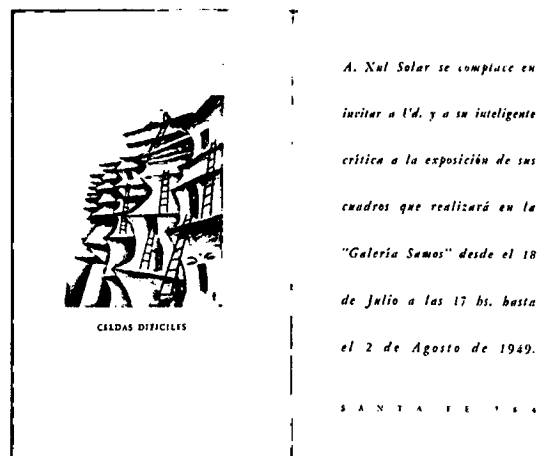 CELDAS DIFICILES
A. Xul Solar se complace en
invitar a Ud. y a su inteligente
crítica a la exposición de sus
cuadros que realizará en la
"Galería Samos" desde el 18
de Julio a las 17 hs. hasta
el 2 de Agosto de 1949.
SANTA FE